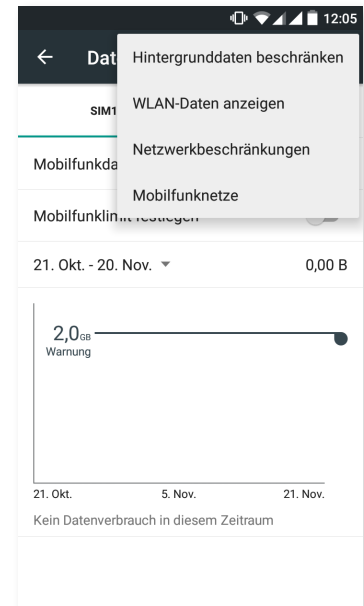 12:05
Dat
Hintergrunddaten beschränken
WLAN-Daten anzeigen
Netzwerkbeschränkungen
Mobilfunknetze
SIM1
Mobilfunkda
Mobilfunklimit festlegen
21. Okt. - 20. Nov. 0,00 B
2,0GB
Warnung
21. Okt. 5. Nov. 21. Nov.
Kein Datenverbrauch in diesem Zeitraum